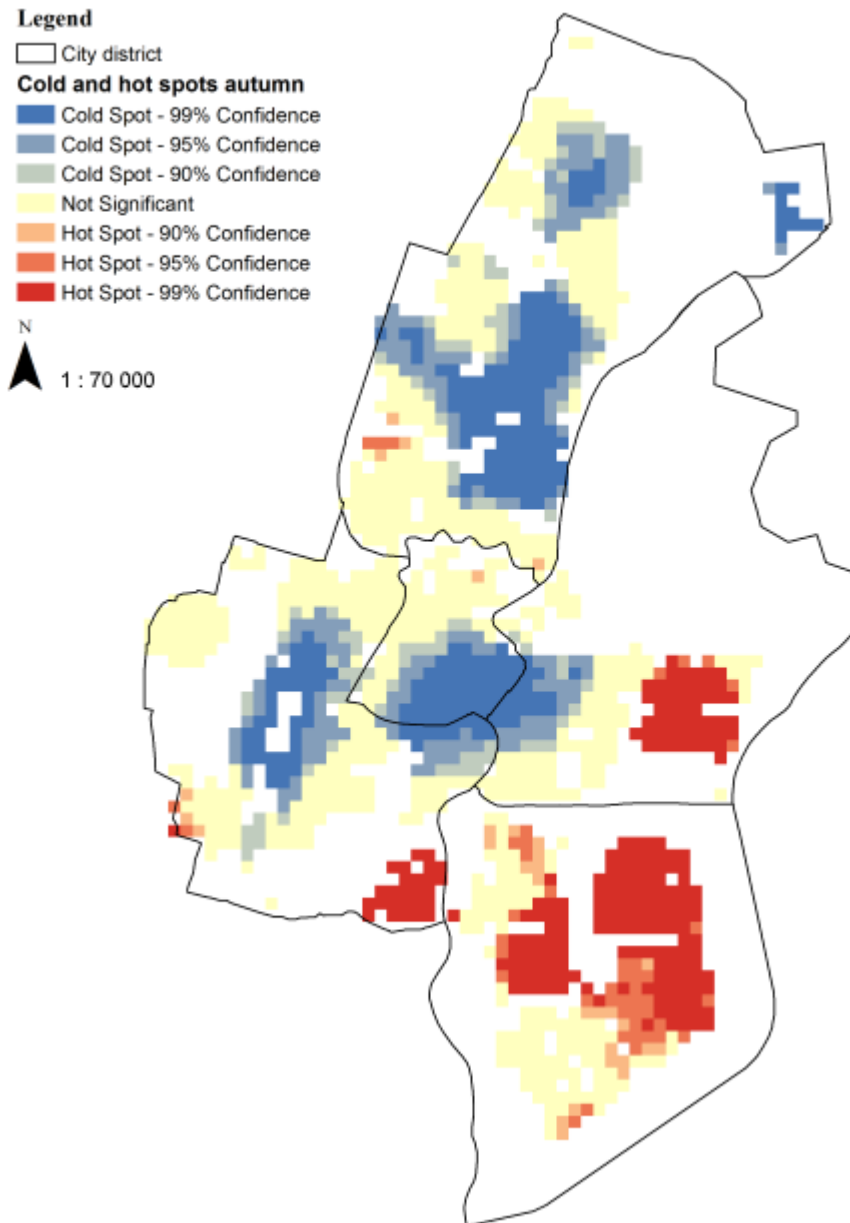 Legend
City district
Cold and hot spots autumn
Cold Spot - 99% Confidence
Cold Spot - 95% Confidence
Cold Spot - 90% Confidence
Not Significant
Hot Spot - 90% Confidence
Hot Spot - 95% Confidence
Hot Spot - 99% Confidence
N
1 : 70 000